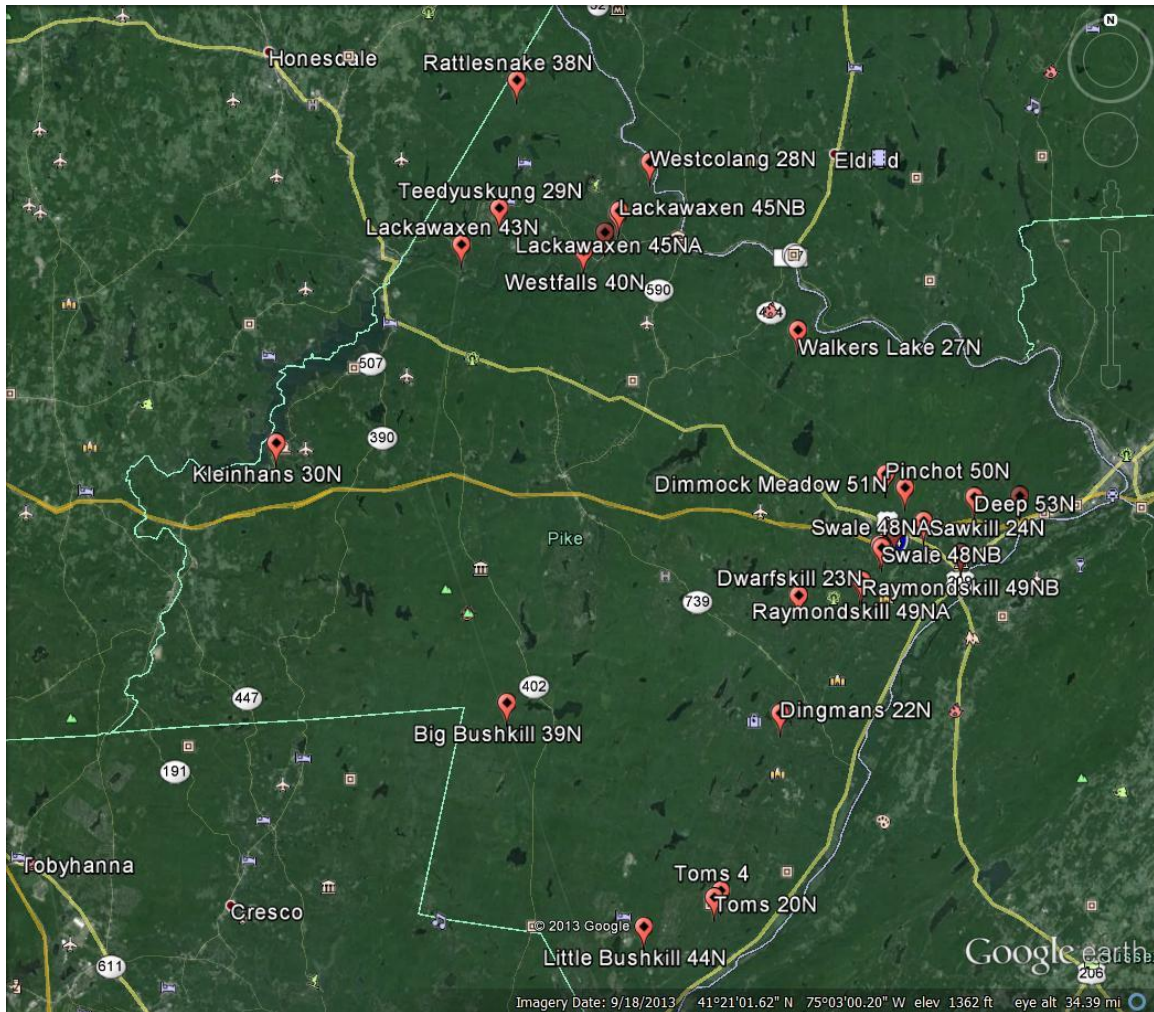 N
Honesdale
Rattlesnake 38N
Westcolang 28N
Eldred
Teedyuskung 29N
Lackawaxen 45NB
Lackawaxen 43N
Lackawaxen 45NA
Westfalls 40N
590
Walkers Lake 27N
507
390
Kleinhans 30N
Pinchot 50N
Dimmock Meadow 51N
Deep 53N
Swale 48NA
Sawkill 24N
Pike
Swale 48NB
Dwarfskill 23N
Raymondskill 49NB
739
Raymondskill 49NA
402
447
Dingmans 22N
Big Bushkill 39N
191
Tobyhanna
Toms 4
Toms 20N
Cresco
© 2013 Google
Little Bushkill 44N
Google earth
611
206
Imagery Date: 9/18/2013 41°21'01.62" N 75°03'00.20" W elev 1362 ft eye alt 34.39 mi